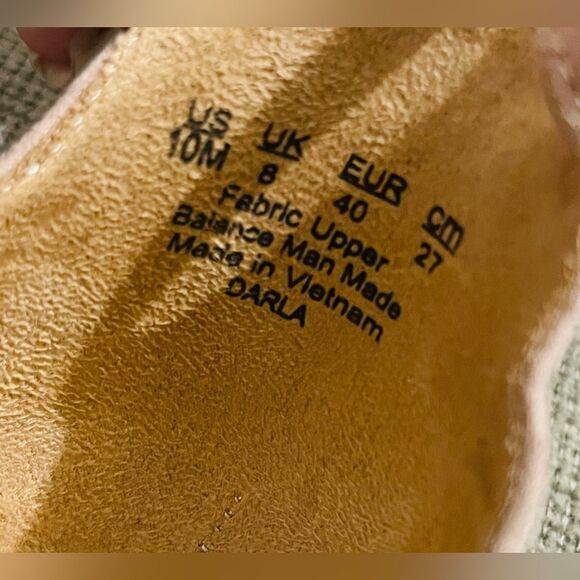 US UK EUR cm
10M 8 40 27
Fabric Upper
Balance Man Made
Made in Vietnam
DARLA